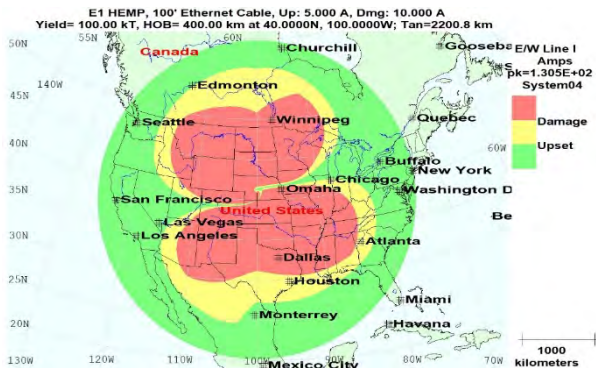 E1 HEMP, 100' Ethernet Cable, Up: 5.000 A, Dmg: 10.000 A
Yield= 100.00 kT, HOB= 400.00 km at 40.0000N, 100.0000W; Tan=2200.8 km
50N
55N
60N
Canada
Churchill
Gooseba
E/W Line I
Amps
pk=1.305E+02
System04
140W
Edmonton
45N
Seattle
Winnipeg
Quebec
Damage
Upset
40N
60W
Buffalo
New York
Chicago
Washington D
35N
Omaha
San Francisco
United States
Be
Las Vegas
30N
Los Angeles
Atlanta
Dallas
25N
Houston
Miami
20N
Monterrey
Havana
1000
kilometers
130W
120W
110W
100W
Mexico City
90W
80W
70W